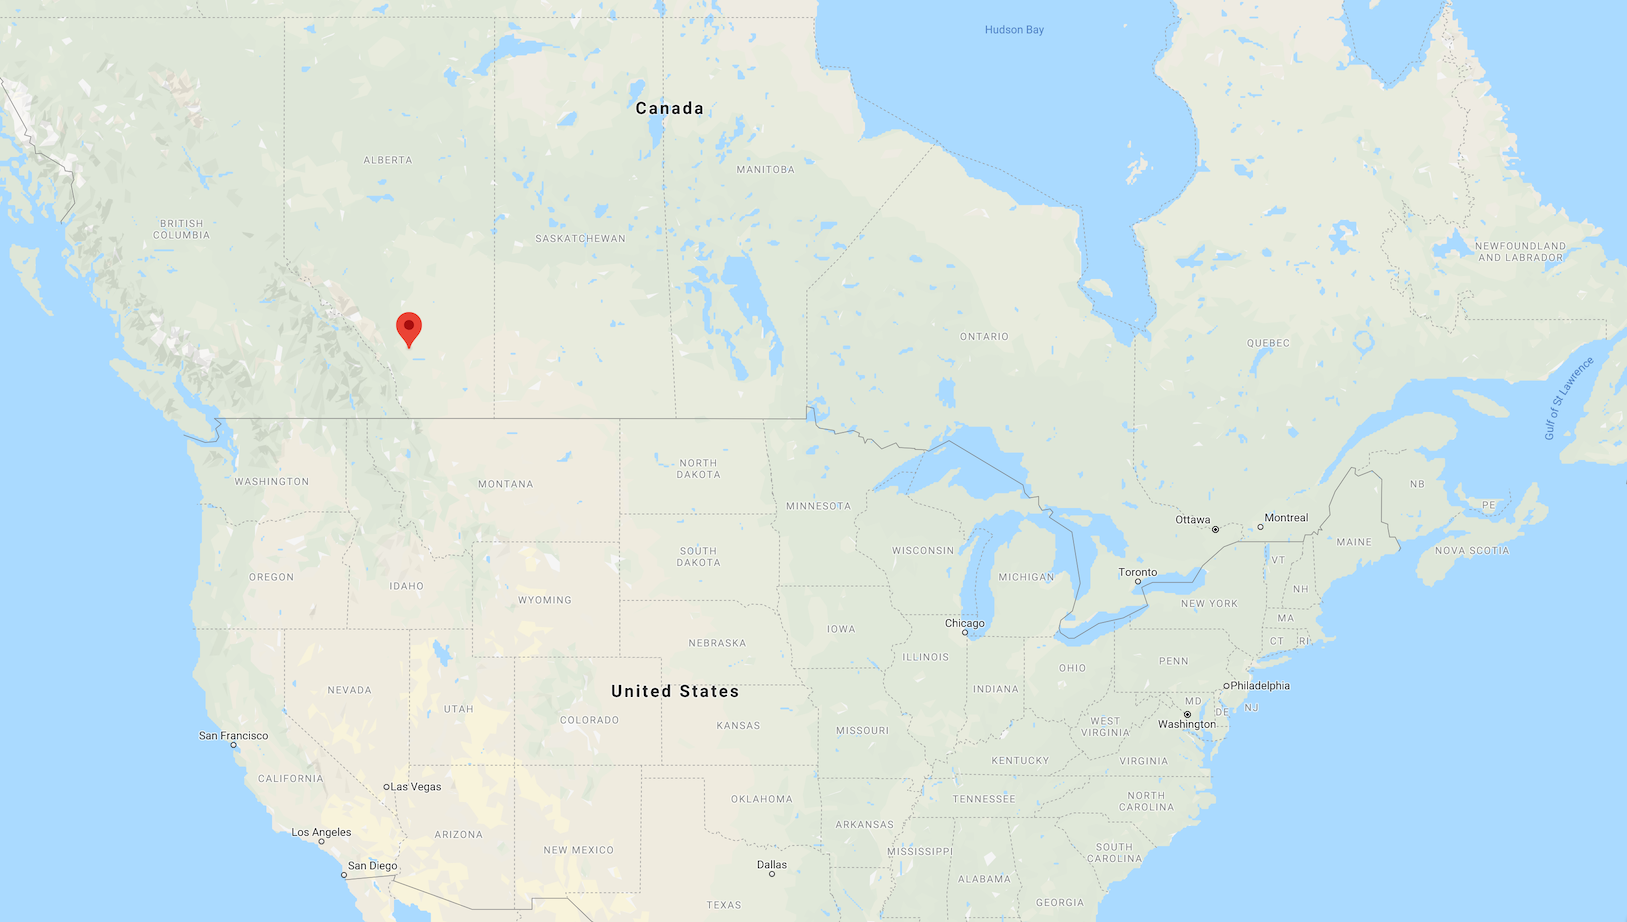 Hudson Bay
Canada
ALBERTA
MANITOBA
BRITISH
COLUMBIA
SASKATCHEWAN
NEWFOUNDLAND
AND LABRADOR
ONTARIO
QUEBEC
Gulf of St Lawrence
NORTH
DAKOTA
WASHINGTON
MONTANA
NB
MINNESOTA
PE
Ottawa
Montreal
MAINE
NOVA SCOTIA
WISCONSIN
SOUTH
DAKOTA
VT
Toronto
OREGON
IDAHO
MICHIGAN
NH
WYOMING
NEW YORK
MA
Chicago
IOWA
CT
RI
NEBRASKA
ILLINOIS
PENN
OHIO
Philadelphia
NEVADA
United States
INDIANA
MD
UTAH
DE
NJ
COLORADO
KANSAS
WEST
VIRGINIA
Washington
MISSOURI
San Francisco
KENTUCKY
VIRGINIA
CALIFORNIA
Las Vegas
OKLAHOMA
TENNESSEE
NORTH
CAROLINA
Los Angeles
ARIZONA
ARKANSAS
NEW MEXICO
MISSISSIPPI
SOUTH
CAROLINA
San Diego
Dallas
ALABAMA
TEXAS
GEORGIA